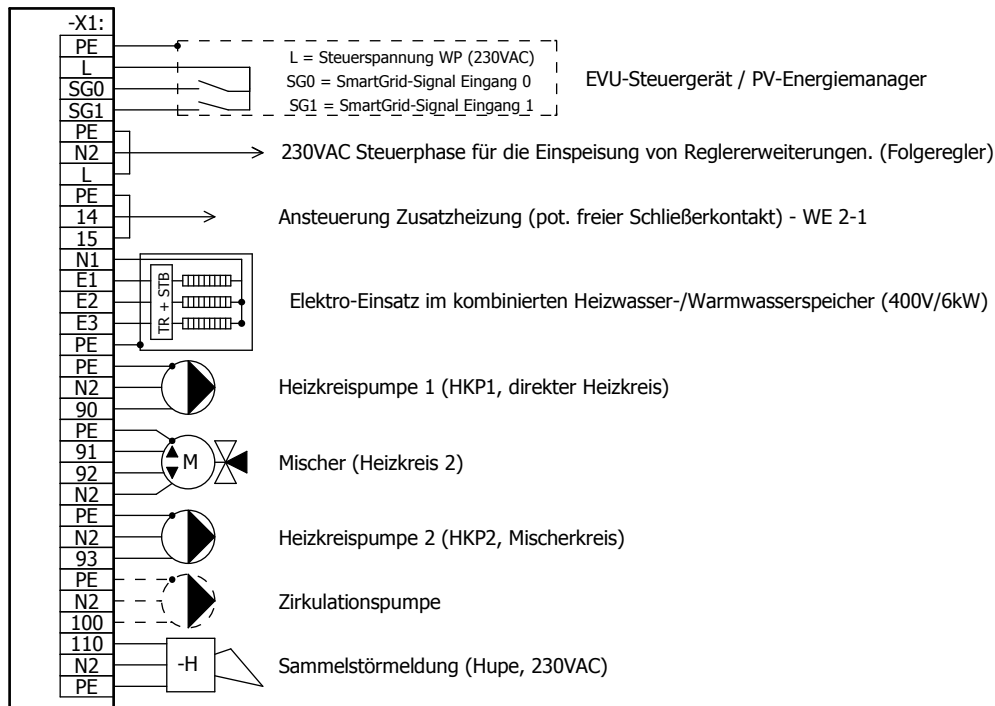 -X1:
PE
L = Steuerspannung WP (230VAC)
L
SG0 = SmartGrid-Signal Eingang 0
EVU-Steuergerät / PV-Energiemanager
SG0
SG1 = SmartGrid-Signal Eingang 1
SG1
PE
N2
230VAC Steuerphase für die Einspeisung von Reglererweiterungen. (Folgeregler)
L
PE
14
Ansteuerung Zusatzheizung (pot. freier Schließerkontakt) - WE 2-1
15
N1
E1
TR + STB
E2
Elektro-Einsatz im kombinierten Heizwasser-/Warmwasserspeicher (400V/6kW)
E3
PE
PE
N2
Heizkreispumpe 1 (HKP1, direkter Heizkreis)
90
PE
91
M
Mischer (Heizkreis 2)
92
N2
PE
N2
Heizkreispumpe 2 (HKP2, Mischerkreis)
93
PE
N2
Zirkulationspumpe
100
110
N2
-H
Sammelstörmeldung (Hupe, 230VAC)
PE